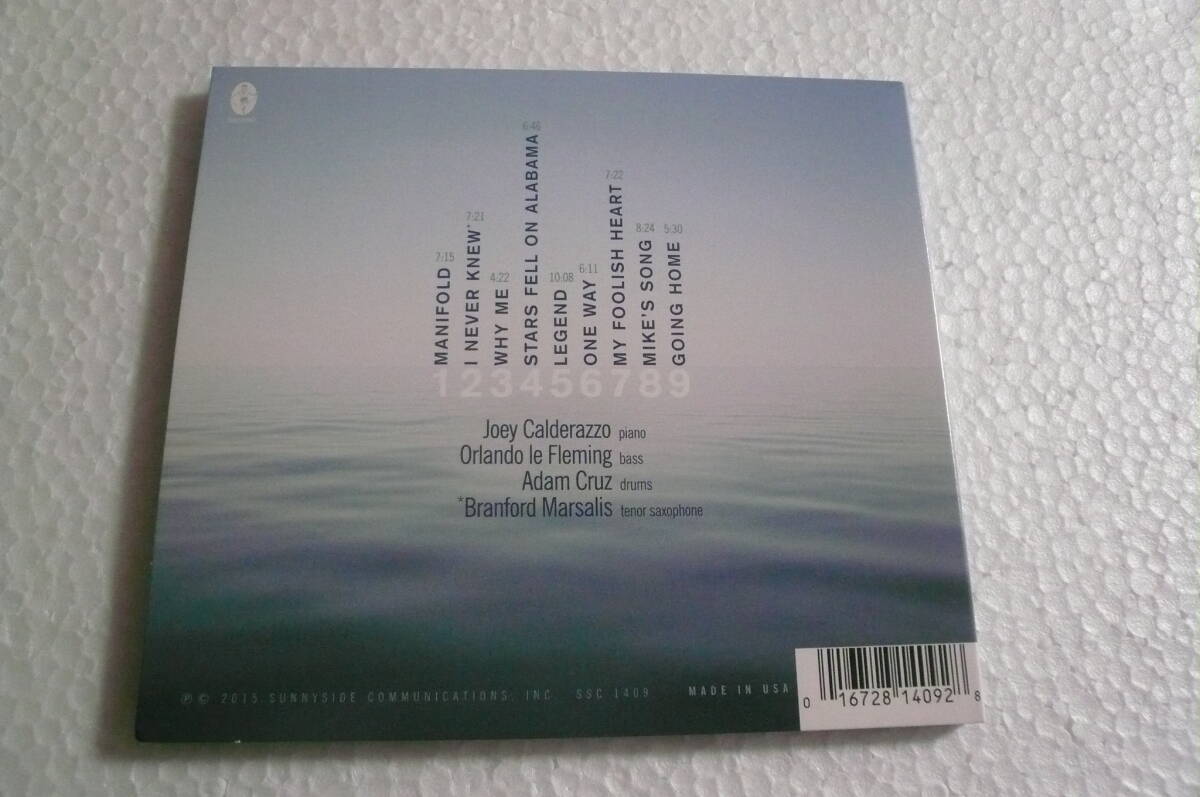 MANIFOLD 7:15
I NEVER KNEW* 7:21
WHY ME 4:22
STARS FELL ON ALABAMA 6:46
LEGEND 10:08
ONE WAY 6:11
MY FOOLISH HEART 7:22
MIKE'S SONG 8:24
GOING HOME 5:30
123456789
Joey Calderazzo piano
Orlando le Fleming bass
Adam Cruz drums
*Branford Marsalis tenor saxophone
℗ © 2015 SUNNYSIDE COMMUNICATIONS, INC. SSC 1409 MADE IN USA
0 16728 14092 8